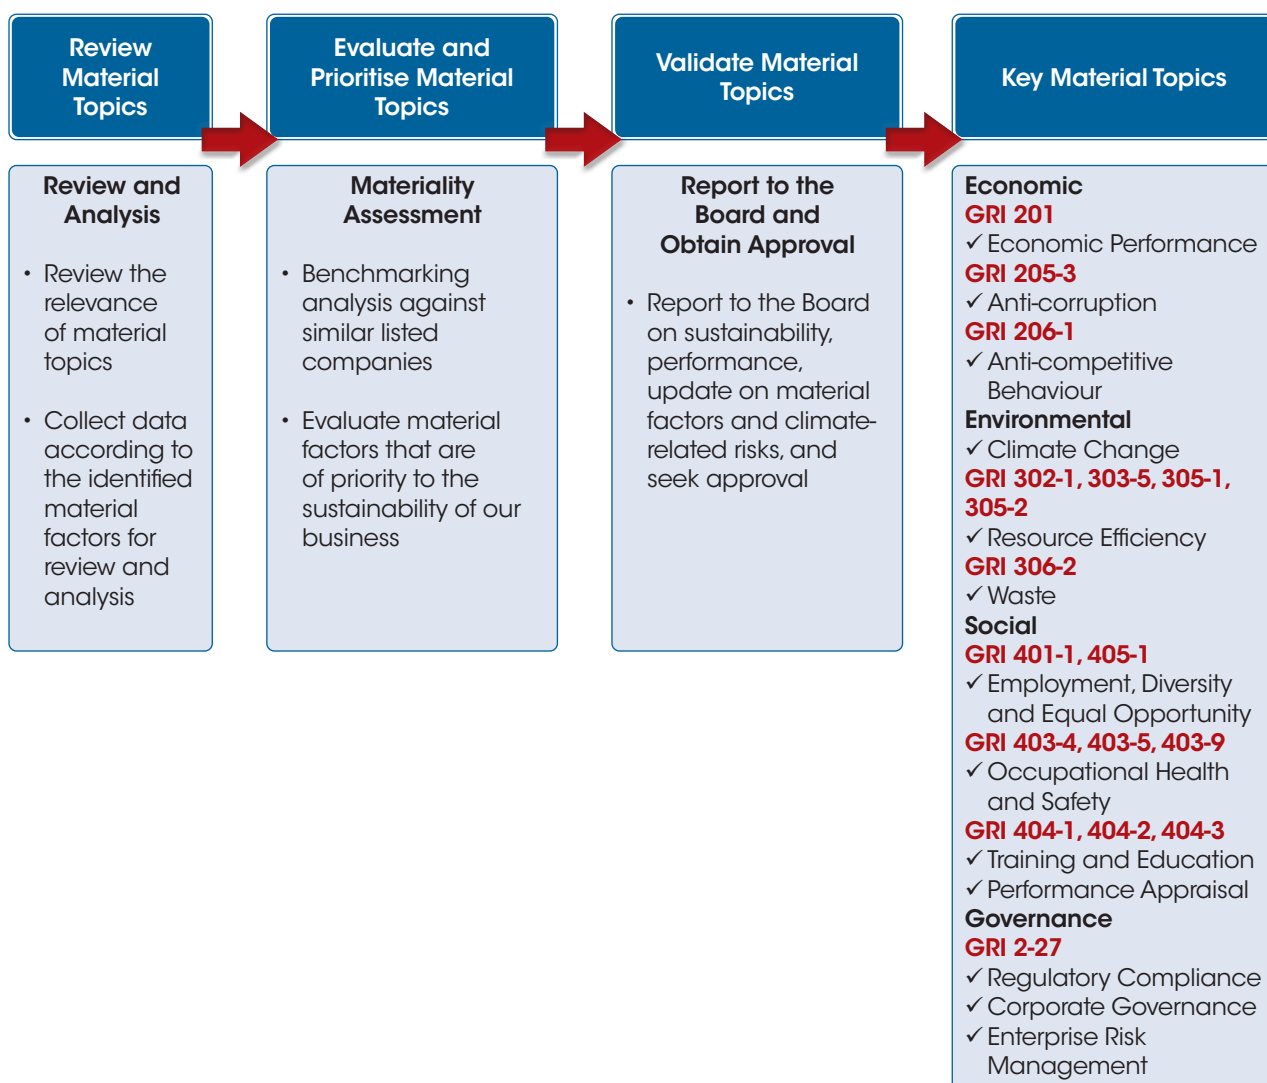 Review
Material
Topics
Evaluate and
Prioritise Material
Topics
Validate Material
Topics
Key Material Topics
Review and
Analysis
• Review the
relevance
of material
topics
• Collect data
according to
the identified
material
factors for
review and
analysis
Materiality
Assessment
• Benchmarking
analysis against
similar listed
companies
• Evaluate material
factors that are
of priority to the
sustainability of our
business
Report to the
Board and
Obtain Approval
• Report to the Board
on sustainability,
performance,
update on material
factors and climate-
related risks, and
seek approval
Economic
GRI 201
✓ Economic Performance
GRI 205-3
✓ Anti-corruption
GRI 206-1
✓ Anti-competitive
Behaviour
Environmental
✓ Climate Change
GRI 302-1, 303-5, 305-1,
305-2
✓ Resource Efficiency
GRI 306-2
✓ Waste
Social
GRI 401-1, 405-1
✓ Employment, Diversity
and Equal Opportunity
GRI 403-4, 403-5, 403-9
✓ Occupational Health
and Safety
GRI 404-1, 404-2, 404-3
✓ Training and Education
✓ Performance Appraisal
Governance
GRI 2-27
✓ Regulatory Compliance
✓ Corporate Governance
✓ Enterprise Risk
Management